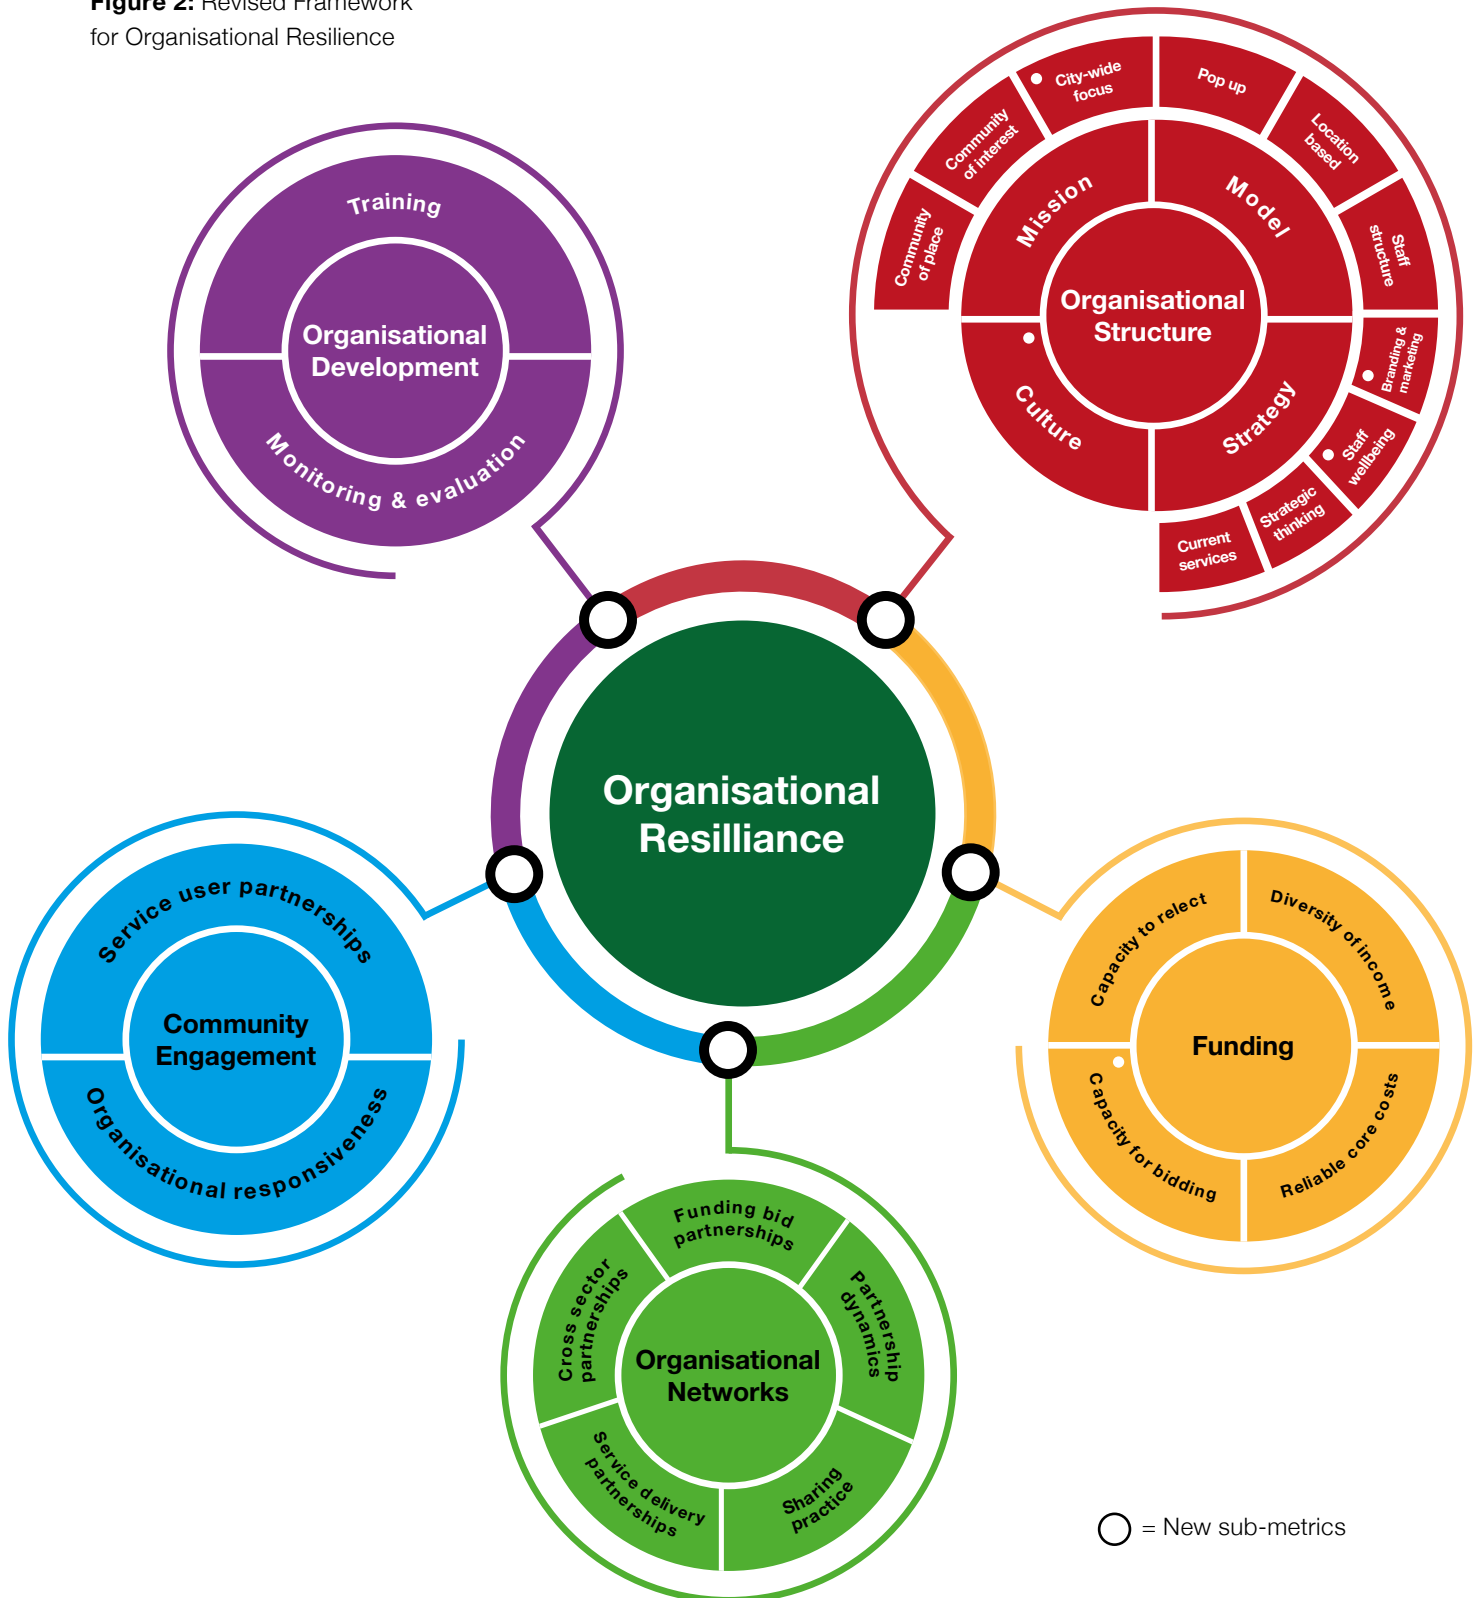 Figure 2: Revised Framework
for Organisational Resilience
Training
Organisational
Development
Monitoring & evaluation
Community
of place
Community
of interest
City-wide
focus
Pop up
Location
based
Staff
structure
Branding &
marketing
Staff
wellbeing
Strategic
thinking
Current
services
Mission
Model
Organisational
Structure
Culture
Strategy
Organisational
Resilliance
Service user partnerships
Community
Engagement
Organisational responsiveness
Capacity to relect
Diversity of income
Funding
Capacity for bidding
Reliable core costs
Funding bid
partnerships
Cross sector
partnerships
Partnership
dynamics
Organisational
Networks
Service delivery
partnerships
Sharing
practice
= New sub-metrics